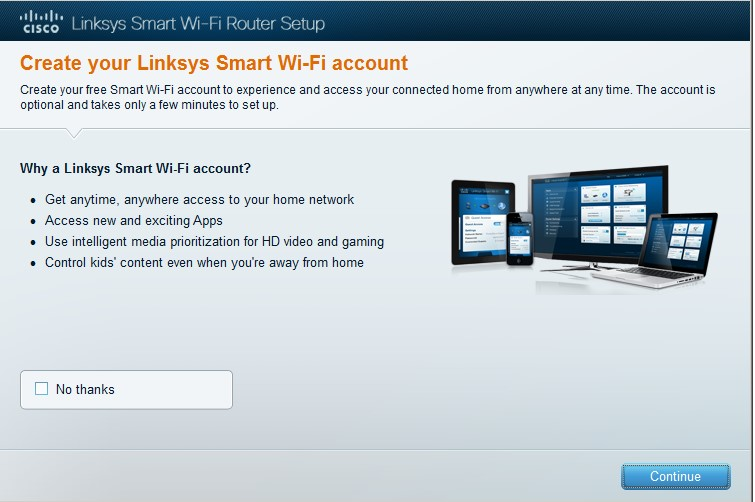 CISCO Linksys Smart Wi-Fi Router Setup
Create your Linksys Smart Wi-Fi account
Create your free Smart Wi-Fi account to experience and access your connected home from anywhere at any time. The account is
optional and takes only a few minutes to set up.
Why a Linksys Smart Wi-Fi account?
• Get anytime, anywhere access to your home network
• Access new and exciting Apps
• Use intelligent media prioritization for HD video and gaming
• Control kids' content even when you're away from home
No thanks
Continue